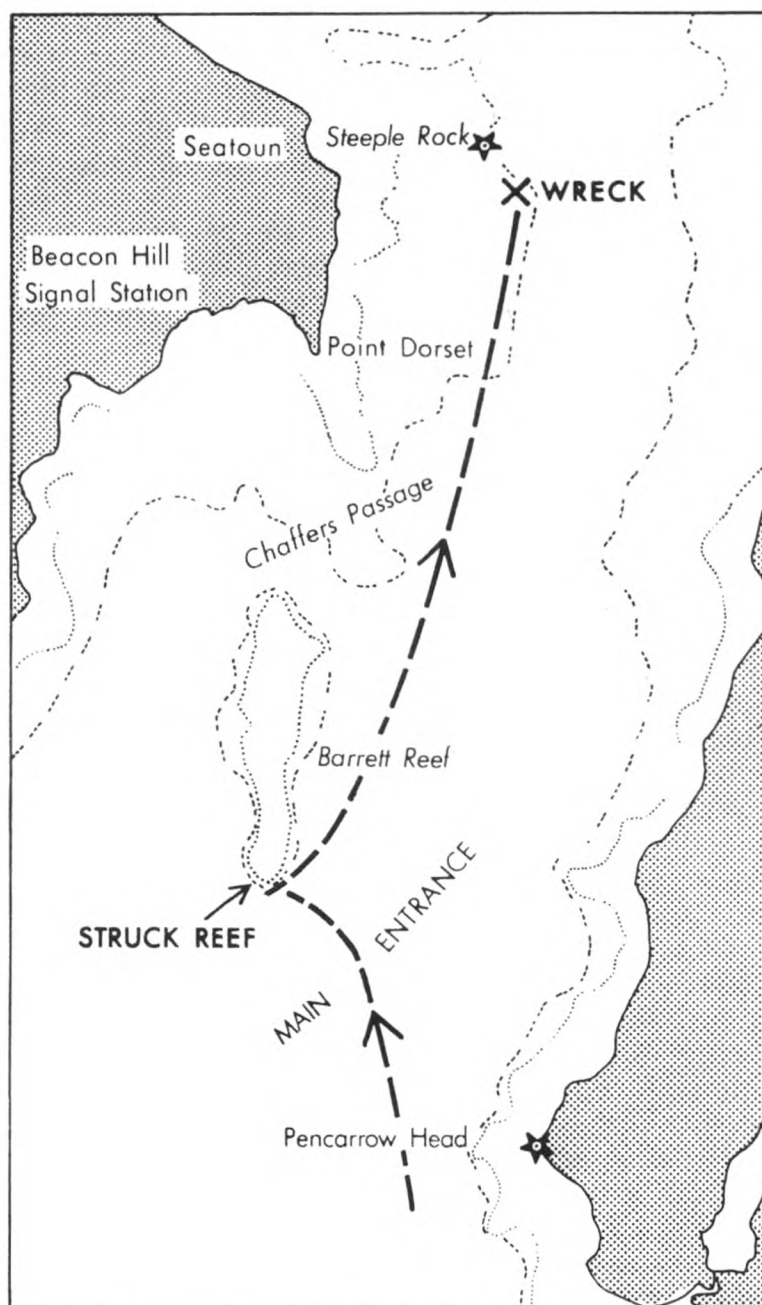 Seatoun
Steeple Rock
WRECK
Beacon Hill
Signal Station
Point Dorset
Chaffers Passage
Barrett Reef
STRUCK REEF
MAIN ENTRANCE
Pencarrow Head